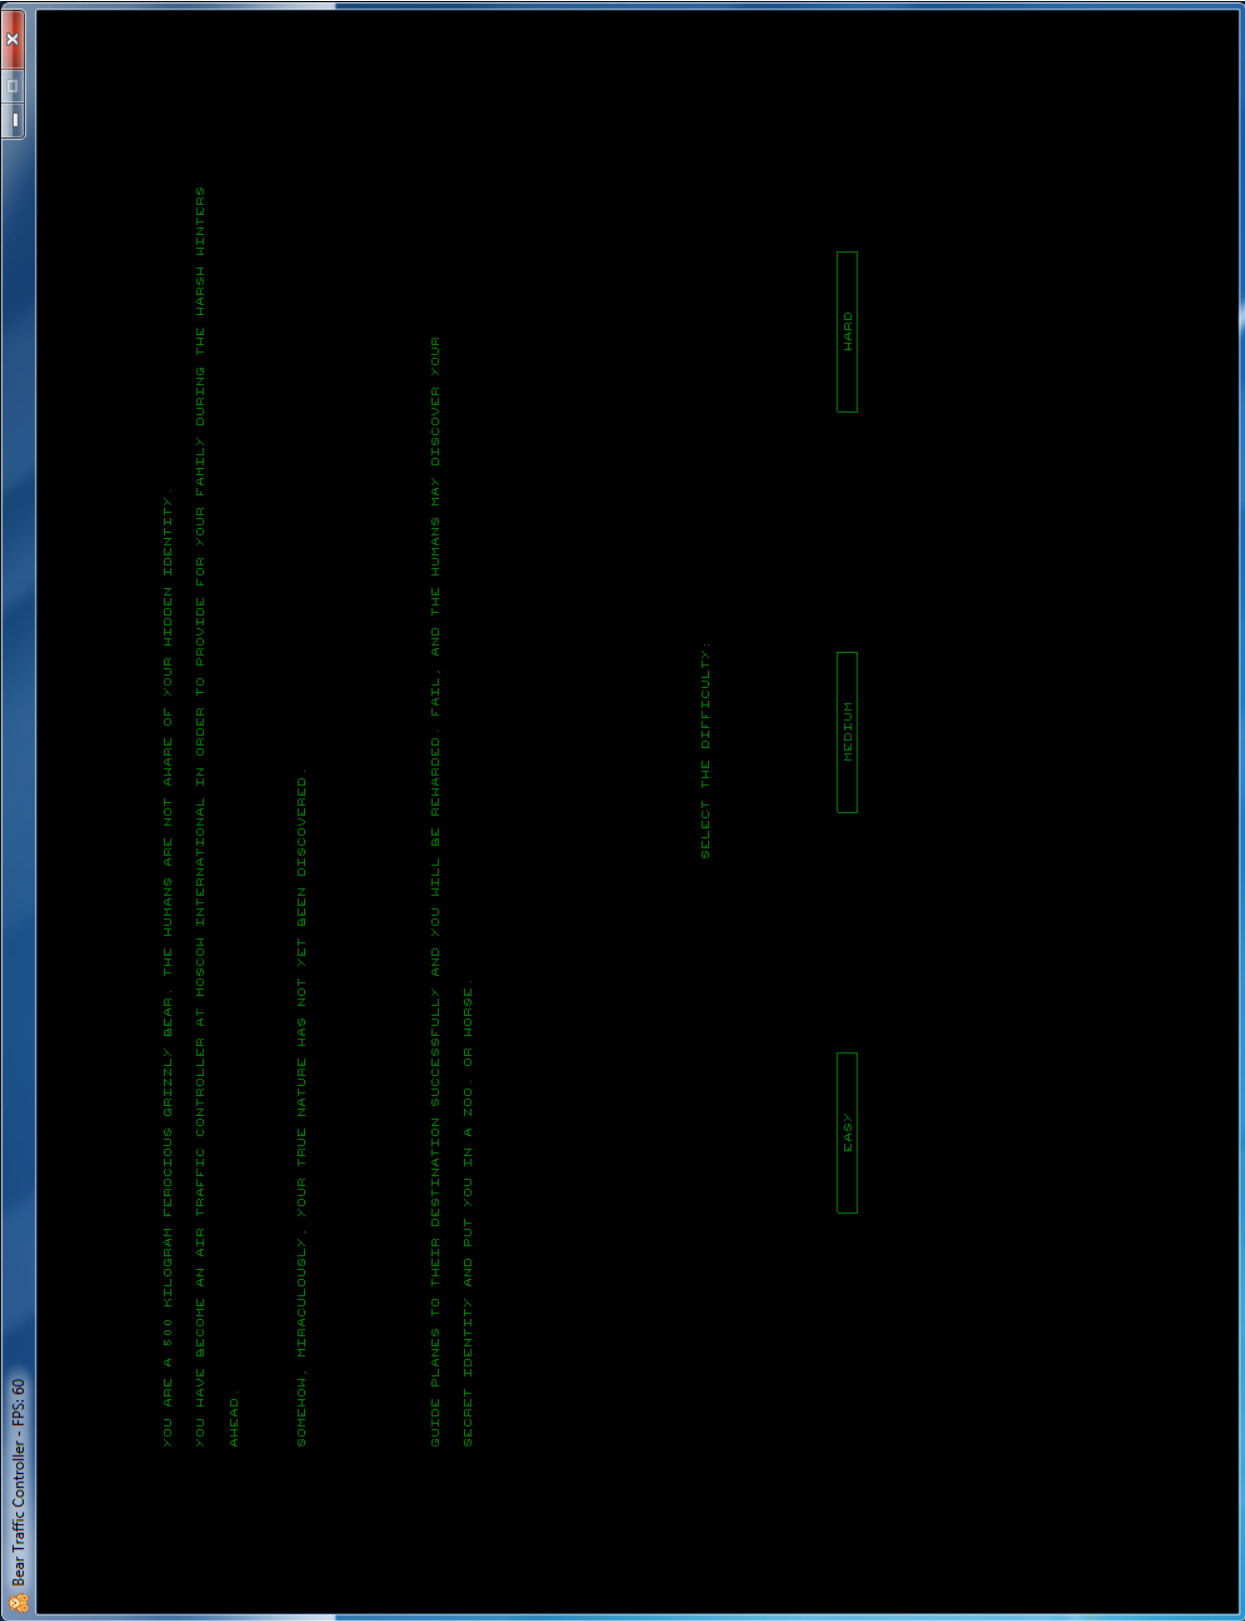 Bear Traffic Controller - FPS: 60
YOU ARE A 500 KILOGRAM FEROCIOUS GRIZZLY BEAR. THE HUMANS ARE NOT AWARE OF YOUR HIDDEN IDENTITY.
YOU HAVE BECOME AN AIR TRAFFIC CONTROLLER AT MOSCOW INTERNATIONAL IN ORDER TO PROVIDE FOR YOUR FAMILY DURING THE HARSH WINTERS
AHEAD.
SOMEHOW, MIRACULOUSLY, YOUR TRUE NATURE HAS NOT YET BEEN DISCOVERED.
GUIDE PLANES TO THEIR DESTINATION SUCCESSFULLY AND YOU WILL BE REWARDED. FAIL, AND THE HUMANS MAY DISCOVER YOUR
SECRET IDENTITY AND PUT YOU IN A ZOO. OR WORSE.
SELECT THE DIFFICULTY:
EASY MEDIUM HARD